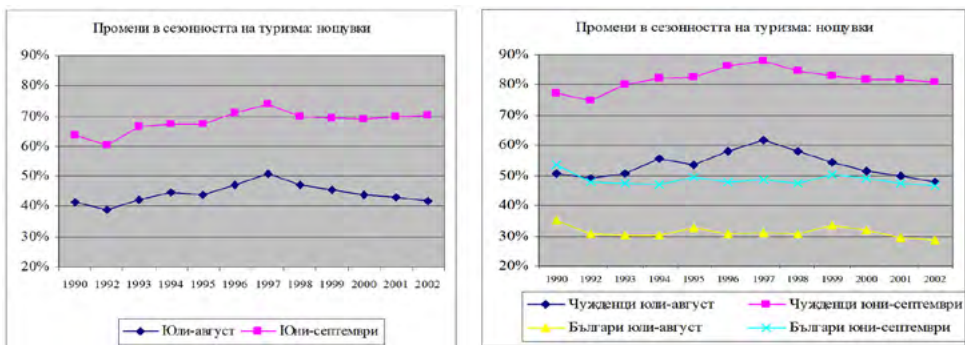 Промени в сезонността на туризма: нощувки
90%
80%
70%
60%
50%
40%
30%
20%
1990 1992 1993 1994 1995 1996 1997 1998 1999 2000 2001 2002
Юли-август Юни-септември
Промени в сезонността на туризма: нощувки
90%
80%
70%
60%
50%
40%
30%
20%
1990 1992 1993 1994 1995 1996 1997 1998 1999 2000 2001 2002
Чужденци юли-август Чужденци юни-септември
Българи юли-август Българи юни-септември